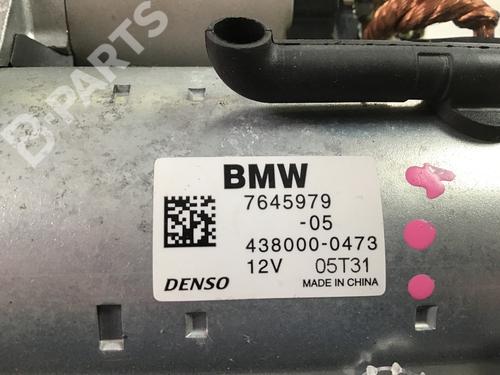 B-PARTS
BMW
7645979
-05
438000-0473
12V 05T31
DENSO MADE IN CHINA